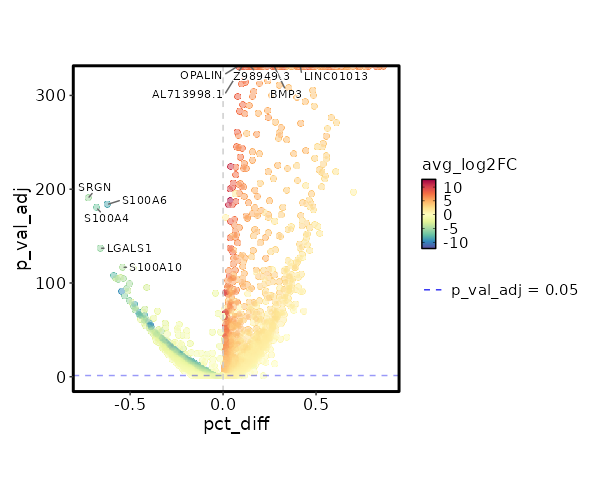 OPALIN
Z98949.3
LINC01013
AL713998.1
BMP3
SRGN
S100A6
S100A4
LGALS1
S100A10
300
200
100
0
-0.5
0.0
0.5
pct_diff
p_val_adj
avg_log2FC
10
5
0
-5
-10
p_val_adj = 0.05